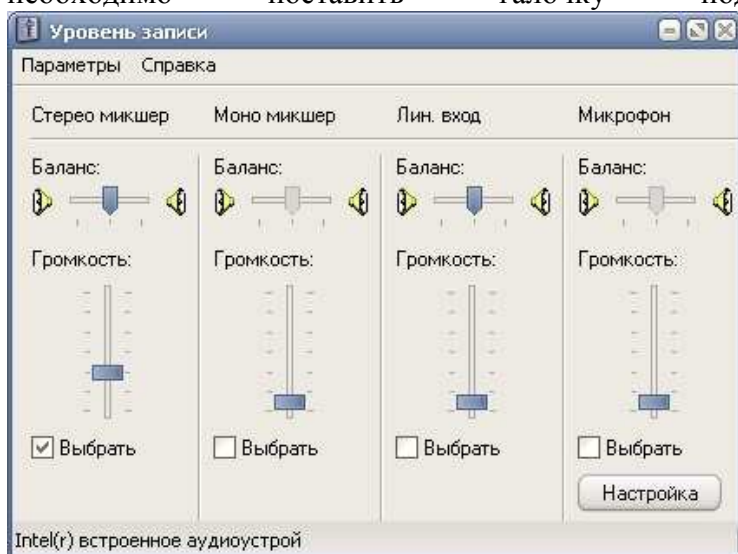 необходимо поставить галочку под
Уровень записи
Параметры Справка
Стерео микшер Моно микшер Лин. вход Микрофон
Баланс: Баланс: Баланс: Баланс:
Громкость: Громкость: Громкость: Громкость:
Выбрать Выбрать Выбрать Выбрать
Настройка
Intel(r) встроенное аудиоустрой